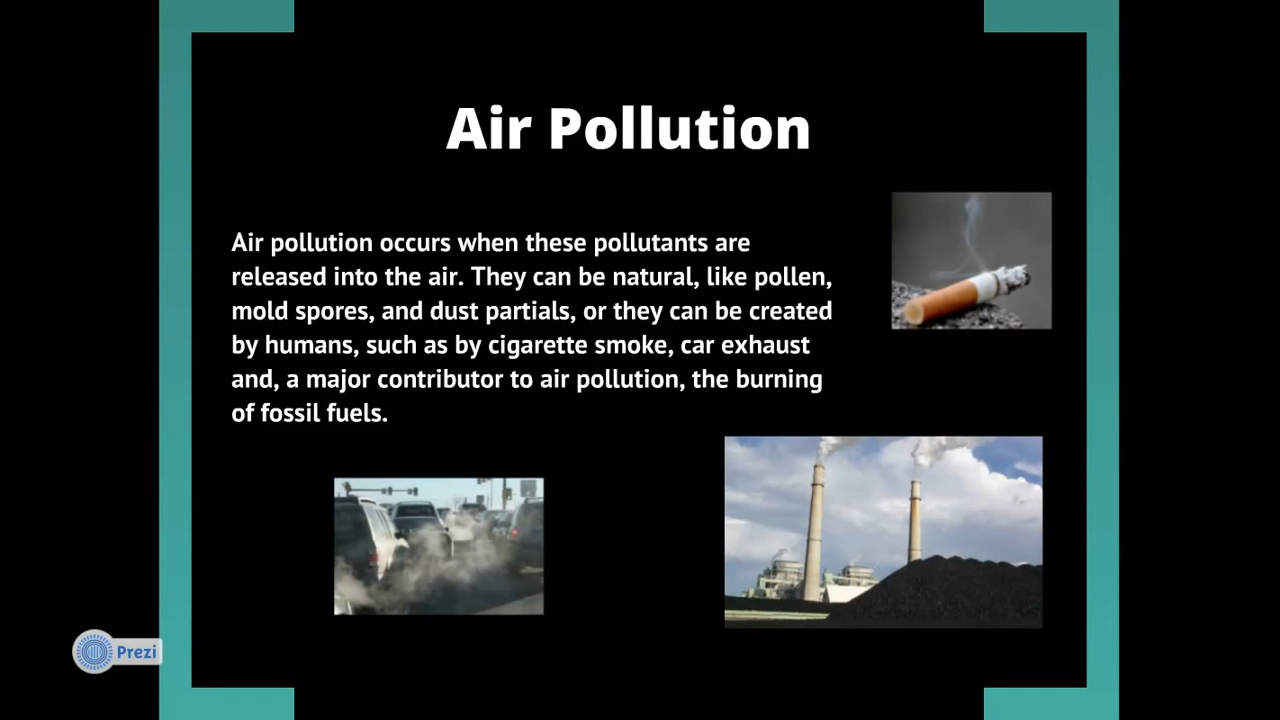 Air Pollution
Air pollution occurs when these pollutants are
released into the air. They can be natural, like pollen,
mold spores, and dust partials, or they can be created
by humans, such as by cigarette smoke, car exhaust
and, a major contributor to air pollution, the burning
of fossil fuels.
Prezi